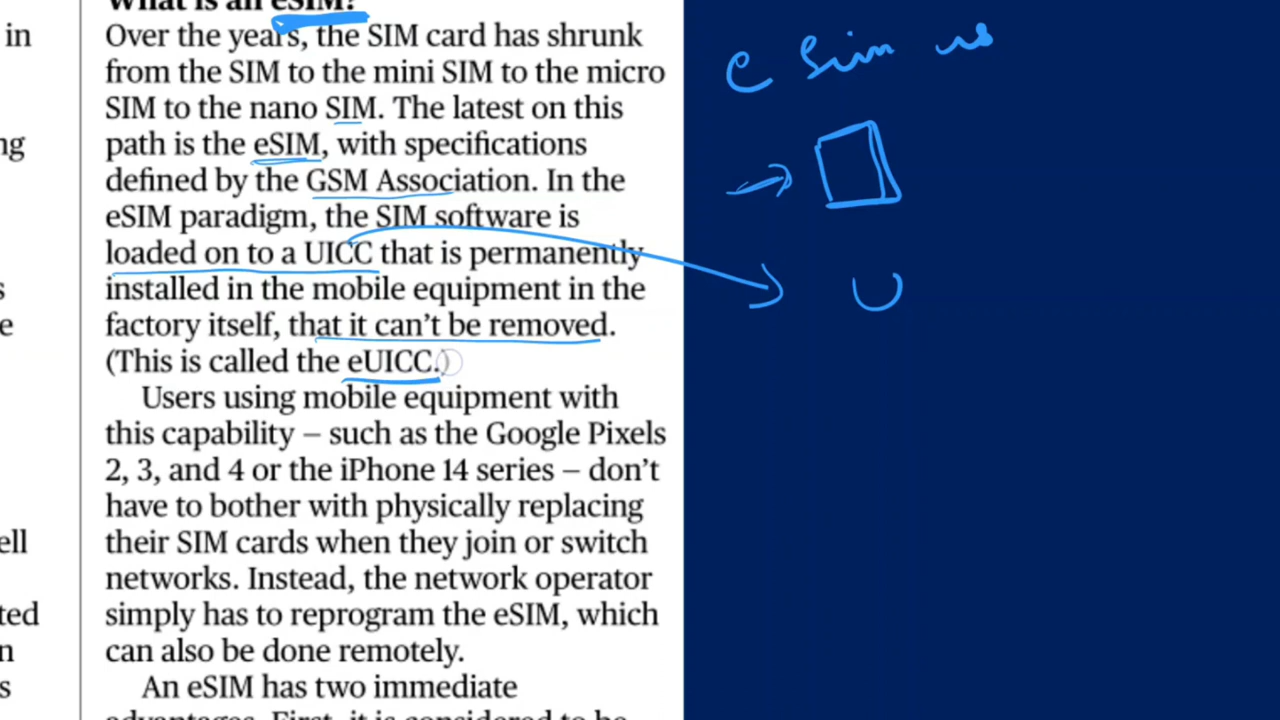 What is an eSIM?
Over the years, the SIM card has shrunk
from the SIM to the mini SIM to the micro
SIM to the nano SIM. The latest on this
path is the eSIM, with specifications
defined by the GSM Association. In the
eSIM paradigm, the SIM software is
loaded on to a UICC that is permanently
installed in the mobile equipment in the
factory itself, that it can't be removed.
(This is called the eUICC.)
Users using mobile equipment with
this capability – such as the Google Pixels
2, 3, and 4 or the iPhone 14 series – don't
have to bother with physically replacing
their SIM cards when they join or switch
networks. Instead, the network operator
simply has to reprogram the eSIM, which
can also be done remotely.
An eSIM has two immediate
advantages. First, it is considered to be
in
ng
s
e
ell
ted
n
s
e Sim
U